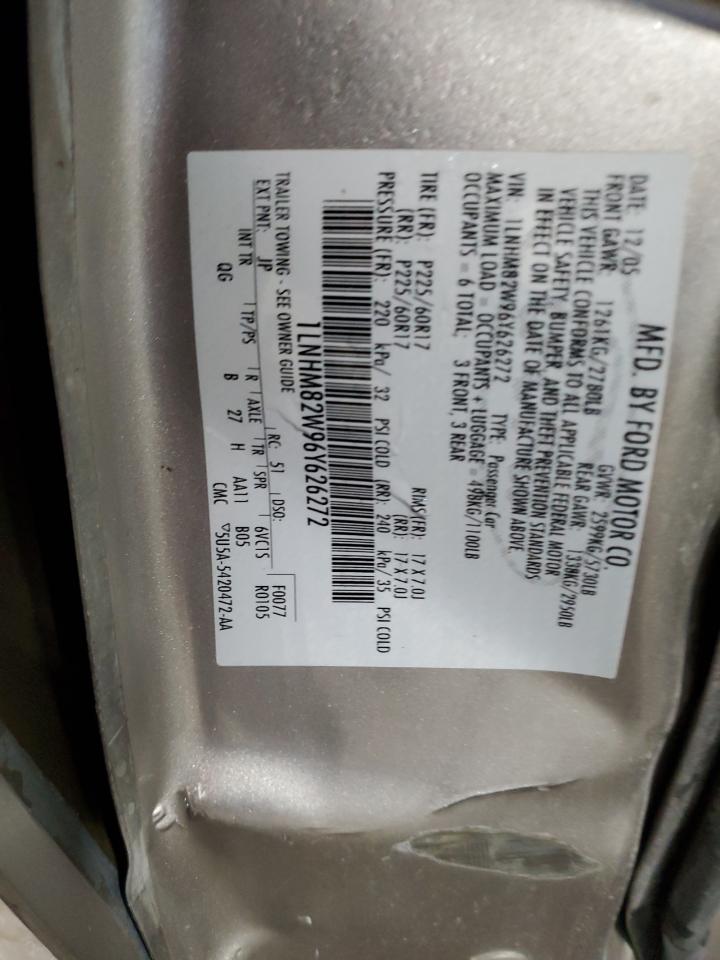 MFD. BY FORD MOTOR CO.
DATE: 12/05 GVWR: 2599KG/5730LB
FRONT GAWR: 1261KG/2780LB REAR GAWR: 1338KG/2950LB
THIS VEHICLE CONFORMS TO ALL APPLICABLE FEDERAL MOTOR
VEHICLE SAFETY, BUMPER, AND THEFT PREVENTION STANDARDS
IN EFFECT ON THE DATE OF MANUFACTURE SHOWN ABOVE.
VIN: 1LNHM82W96Y626272 TYPE: Passenger Car
MAXIMUM LOAD = OCCUPANTS + LUGGAGE = 498KG/1100LB
OCCUPANTS = 6 TOTAL: 3 FRONT, 3 REAR
TIRE (FR): P225/60R17 RIMS(FR): 17 X 7.0J
(RR): P225/60R17 (RR): 17 X 7.0J
PRESSURE (FR): 220 kPa/ 32 PSI COLD (RR): 240 kPa/ 35 PSI COLD
1LNHM82W96Y626272
TRAILER TOWING - SEE OWNER GUIDE
EXT PNT: JP RC: 51 DSO: F0077
INT TR TP/PS R AXLE TR SPR 6VCTS R0105
QG B 27 H AA11 B05
CMC ▽5U5A-5420472-AA